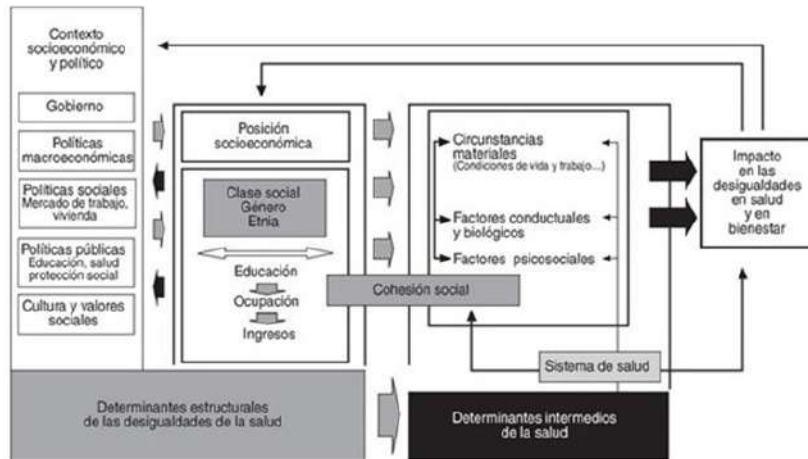 Contexto
socioeconómico
y político
Gobierno
Políticas
macroeconómicas
Políticas sociales
Mercado de trabajo,
vivienda
Políticas públicas
Educación, salud
protección social
Cultura y valores
sociales
Posición
socioeconómica
Clase social
Género
Etnia
Educación
Ocupación
Ingresos
Cohesión social
Circunstancias
materiales
(Condiciones de vida y trabajo...)
Factores conductuales
y biológicos
Factores psicosociales
Sistema de salud
Impacto
en las
desigualdades
en salud
y en
bienestar
Determinantes estructurales
de las desigualdades de la salud
Determinantes intermedios
de la salud